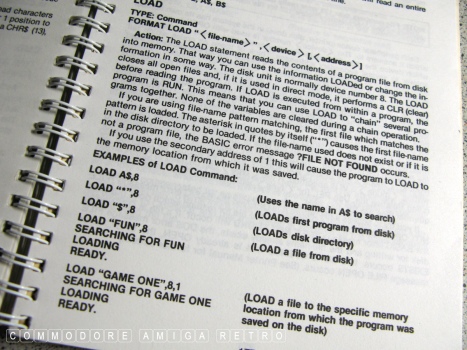 will read an entire
ad characters
r 1 position to
a CHR$ (13),
A$, B$
LOAD
TYPE: Command
FORMAT LOAD "<file-name>",<device>[,<address>]
Action: The LOAD statement reads the contents of a program file from disk
into memory. That way you can use the information LOADed or change the in-
formation in some way. The disk unit is normally device number 8. The LOAD
closes all open files and, if it is used in direct mode, it performs a CLR (clear)
before reading the program. If LOAD is executed from within a program, the
program is RUN. This means that you can use LOAD to "chain" several pro-
grams together. None of the variables are cleared during a chain operation.
If you are using file-name pattern matching, the first file which matches the
pattern is loaded. The asterisk in quotes by itself ("*") causes the first file-name
in the disk directory to be loaded. If the file-name used does not exist or if it is
not a program file, the BASIC error message ?FILE NOT FOUND occurs.
If you use the secondary address of 1 this will cause the program to LOAD to
the memory location from which it was saved.
EXAMPLES of LOAD Command:
LOAD A$,8 (Uses the name in A$ to search)
LOAD "*",8 (LOADs first program from disk)
LOAD "$",8 (LOADs disk directory)
LOAD "FUN",8 (LOAD a file from disk)
SEARCHING FOR FUN
LOADING
READY.
LOAD "GAME ONE",8,1 (LOAD a file to the specific memory
SEARCHING FOR GAME ONE location from which the program was
LOADING saved on the disk)
READY.
COMMODORE AMIGA RETRO